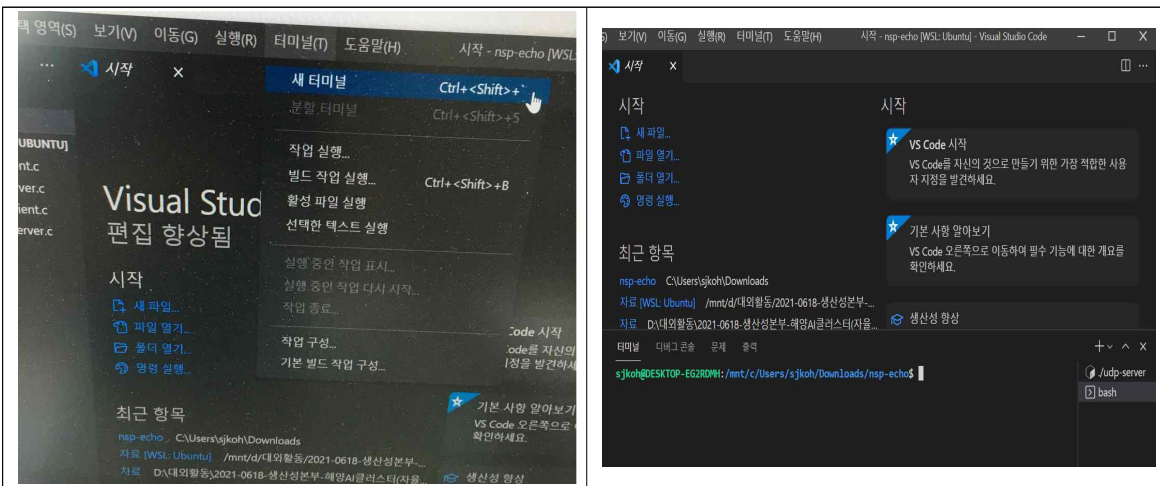 택 영역(S) 보기(V) 이동(G) 실행(R) 터미널(T) 도움말(H) 시작 - nsp-echo [WSL:
시작
새 터미널 Ctrl+<Shift>+`
분할 터미널 Ctrl+<Shift>+5
작업 실행...
빌드 작업 실행... Ctrl+<Shift>+B
활성 파일 실행
선택한 텍스트 실행
실행 중인 작업 표시...
실행 중인 작업 다시 시작...
작업 종료...
작업 구성...
기본 빌드 작업 구성...
UBUNTU]
nt.c
ver.c
ient.c
erver.c
Visual Stud
편집 향상됨
시작
새 파일...
파일 열기...
폴더 열기...
명령 실행...
최근 항목
nsp-echo C:\Users\sjkoh\Downloads
자료 [WSL: Ubuntu] /mnt/d/대외활동/2021-0618-생산성본부-...
자료 D:\대외활동\2021-0618-생산성본부-해양AI클러스터(자율...
Code 시작
ode를 자신의
정을 발견하세
기본 사항 알아보기
VS Code 오른쪽으로
확인하세요.
생산성 향상
보기(V) 이동(G) 실행(R) 터미널(T) 도움말(H) 시작 - nsp-echo [WSL: Ubuntu] - Visual Studio Code
시작
시작
새 파일...
파일 열기...
폴더 열기...
명령 실행...
최근 항목
nsp-echo C:\Users\sjkoh\Downloads
자료 [WSL: Ubuntu] /mnt/d/대외활동/2021-0618-생산성본부-...
자료 D:\대외활동\2021-0618-생산성본부-해양AI클러스터(자율...
시작
VS Code 시작
VS Code를 자신의 것으로 만들기 위한 가장 적합한 사용
자 지정을 발견하세요.
기본 사항 알아보기
VS Code 오른쪽으로 이동하여 필수 기능에 대한 개요를
확인하세요.
생산성 향상
터미널 디버그 콘솔 문제 출력
sjkoh@DESKTOP-EG2RDMH:/mnt/c/Users/sjkoh/Downloads/nsp-echo$
./udp-server
bash